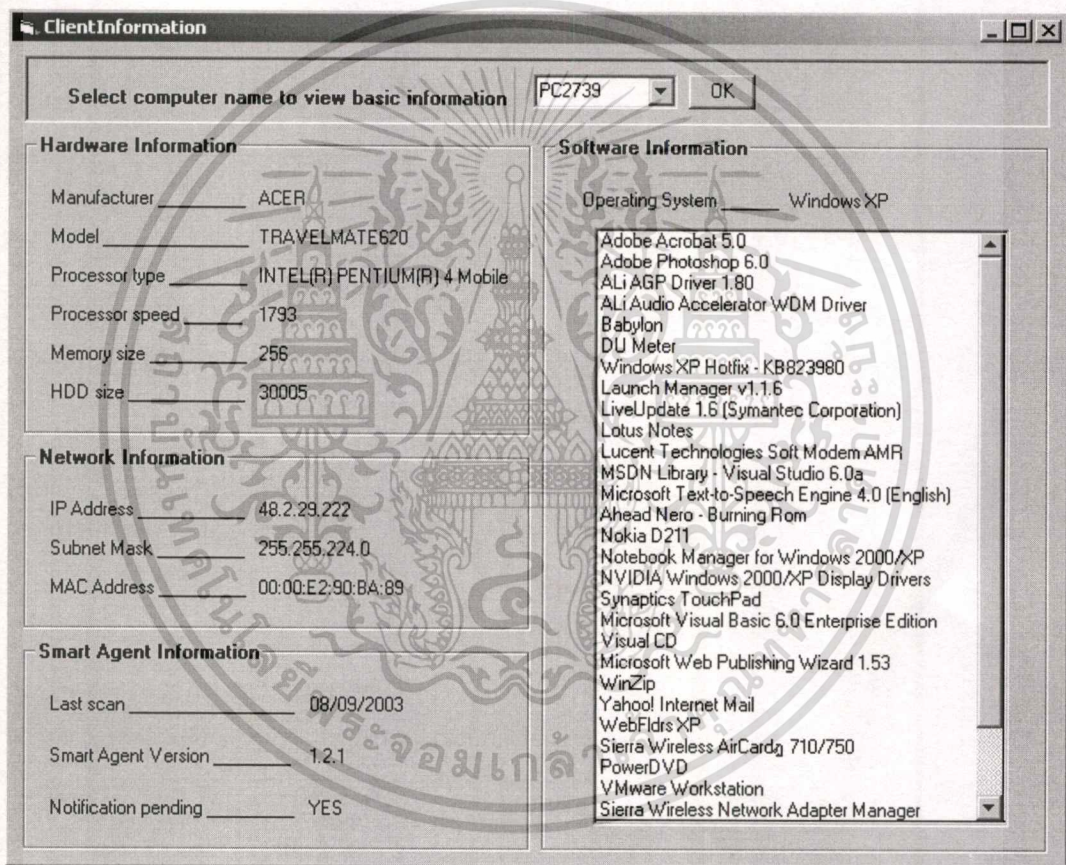 ClientInformation
Select computer name to view basic information PC2739 OK
Hardware Information
Manufacturer ACER
Model TRAVELMATE620
Processor type INTEL(R) PENTIUM(R) 4 Mobile
Processor speed 1793
Memory size 256
HDD size 30005
Network Information
IP Address 48.2.29.222
Subnet Mask 255.255.224.0
MAC Address 00:00:E2:90:BA:89
Smart Agent Information
Last scan 08/09/2003
Smart Agent Version 1.2.1
Notification pending YES
Software Information
Operating System Windows XP
Adobe Acrobat 5.0
Adobe Photoshop 6.0
ALi AGP Driver 1.80
ALi Audio Accelerator WDM Driver
Babylon
DU Meter
Windows XP Hotfix - KB823980
Launch Manager v1.1.6
LiveUpdate 1.6 (Symantec Corporation)
Lotus Notes
Lucent Technologies Soft Modem AMR
MSDN Library - Visual Studio 6.0a
Microsoft Text-to-Speech Engine 4.0 (English)
Ahead Nero - Burning Rom
Nokia D211
Notebook Manager for Windows 2000/XP
NVIDIA Windows 2000/XP Display Drivers
Synaptics TouchPad
Microsoft Visual Basic 6.0 Enterprise Edition
Visual CD
Microsoft Web Publishing Wizard 1.53
WinZip
Yahoo! Internet Mail
WebFldrs XP
Sierra Wireless AirCardฎ 710/750
PowerDVD
VMware Workstation
Sierra Wireless Network Adapter Manager